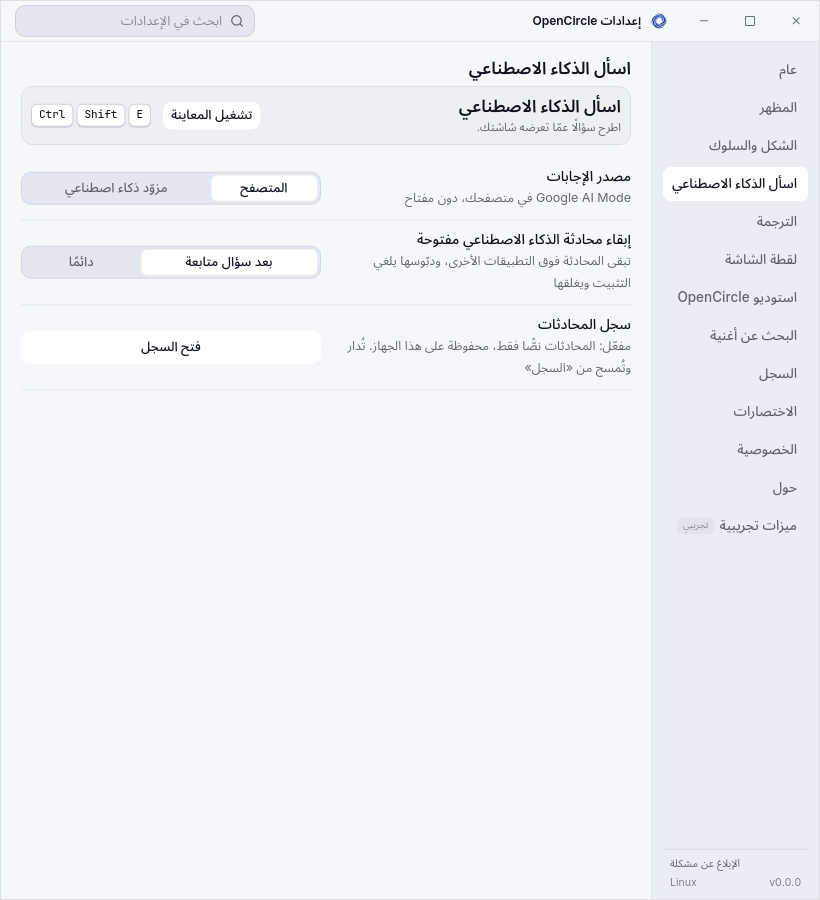 إعدادات OpenCircle
ابحث في الإعدادات
عام
المظهر
الشكل والسلوك
اسأل الذكاء الاصطناعي
الترجمة
لقطة الشاشة
استوديو OpenCircle
البحث عن أغنية
السجل
الاختصارات
الخصوصية
حول
ميزات تجريبية تجريبي
الإبلاغ عن مشكلة
v0.0.0 Linux
اسأل الذكاء الاصطناعي
اسأل الذكاء الاصطناعي
اطرح سؤالًا عمّا تعرضه شاشتك.
تشغيل المعاينة
Ctrl Shift E
مصدر الإجابات
Google AI Mode في متصفحك، دون مفتاح
المتصفح
مزوّد ذكاء اصطناعي
إبقاء محادثة الذكاء الاصطناعي مفتوحة
تبقى المحادثة فوق التطبيقات الأخرى، ودبّوسها يلغي
التثبيت ويغلقها
بعد سؤال متابعة
دائمًا
سجل المحادثات
مفعّل: المحادثات نصًّا فقط، محفوظة على هذا الجهاز. تُدار
وتُمسح من «السجل»
فتح السجل